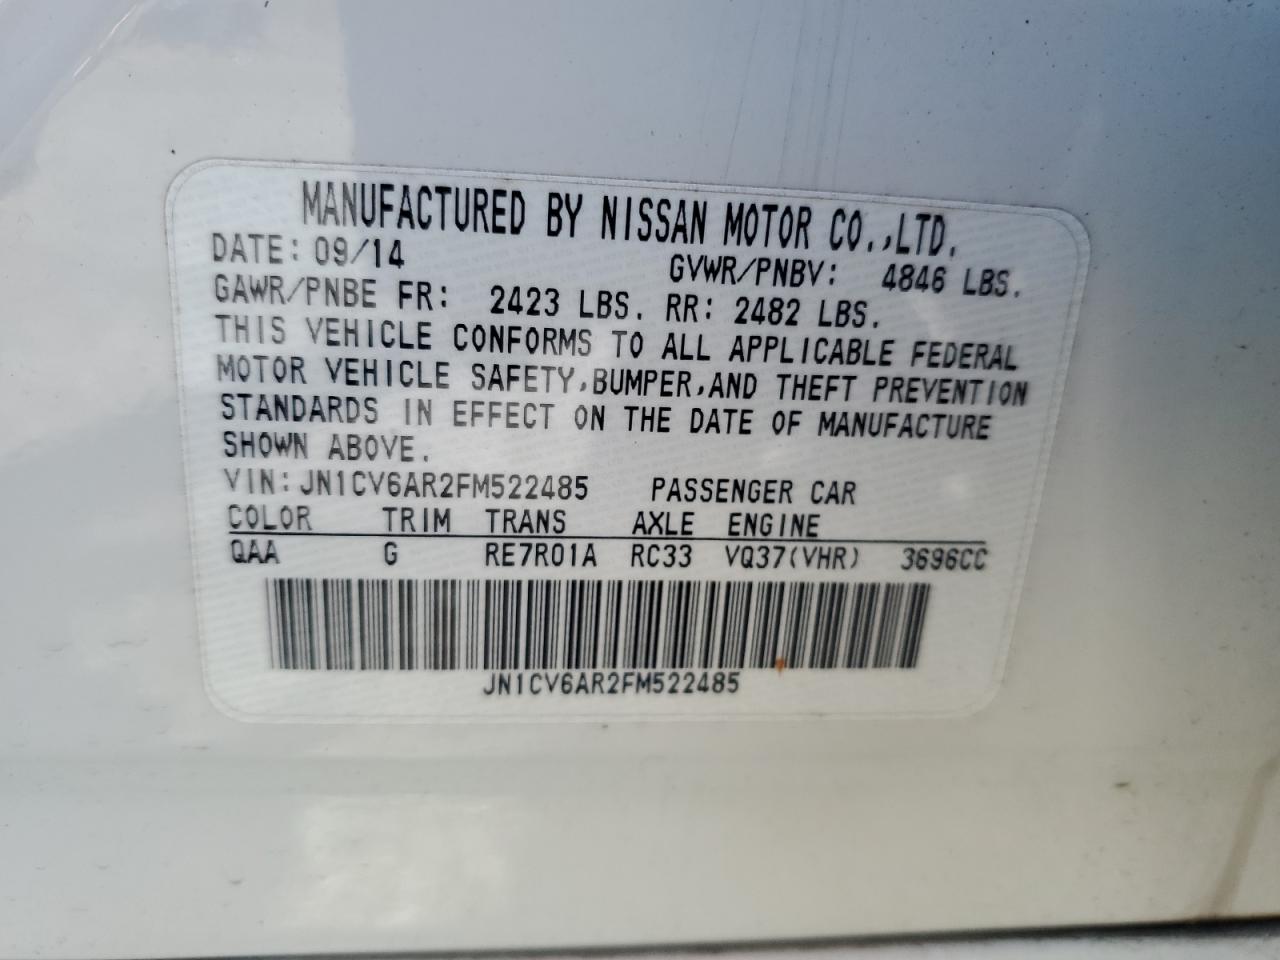 MANUFACTURED BY NISSAN MOTOR CO.,LTD.
DATE: 09/14 GVWR/PNBV: 4846 LBS.
GAWR/PNBE FR: 2423 LBS. RR: 2482 LBS.
THIS VEHICLE CONFORMS TO ALL APPLICABLE FEDERAL
MOTOR VEHICLE SAFETY,BUMPER,AND THEFT PREVENTION
STANDARDS IN EFFECT ON THE DATE OF MANUFACTURE
SHOWN ABOVE.
VIN: JN1CV6AR2FM522485 PASSENGER CAR
COLOR TRIM TRANS AXLE ENGINE
QAA G RE7R01A RC33 VQ37(VHR) 3696CC
JN1CV6AR2FM522485